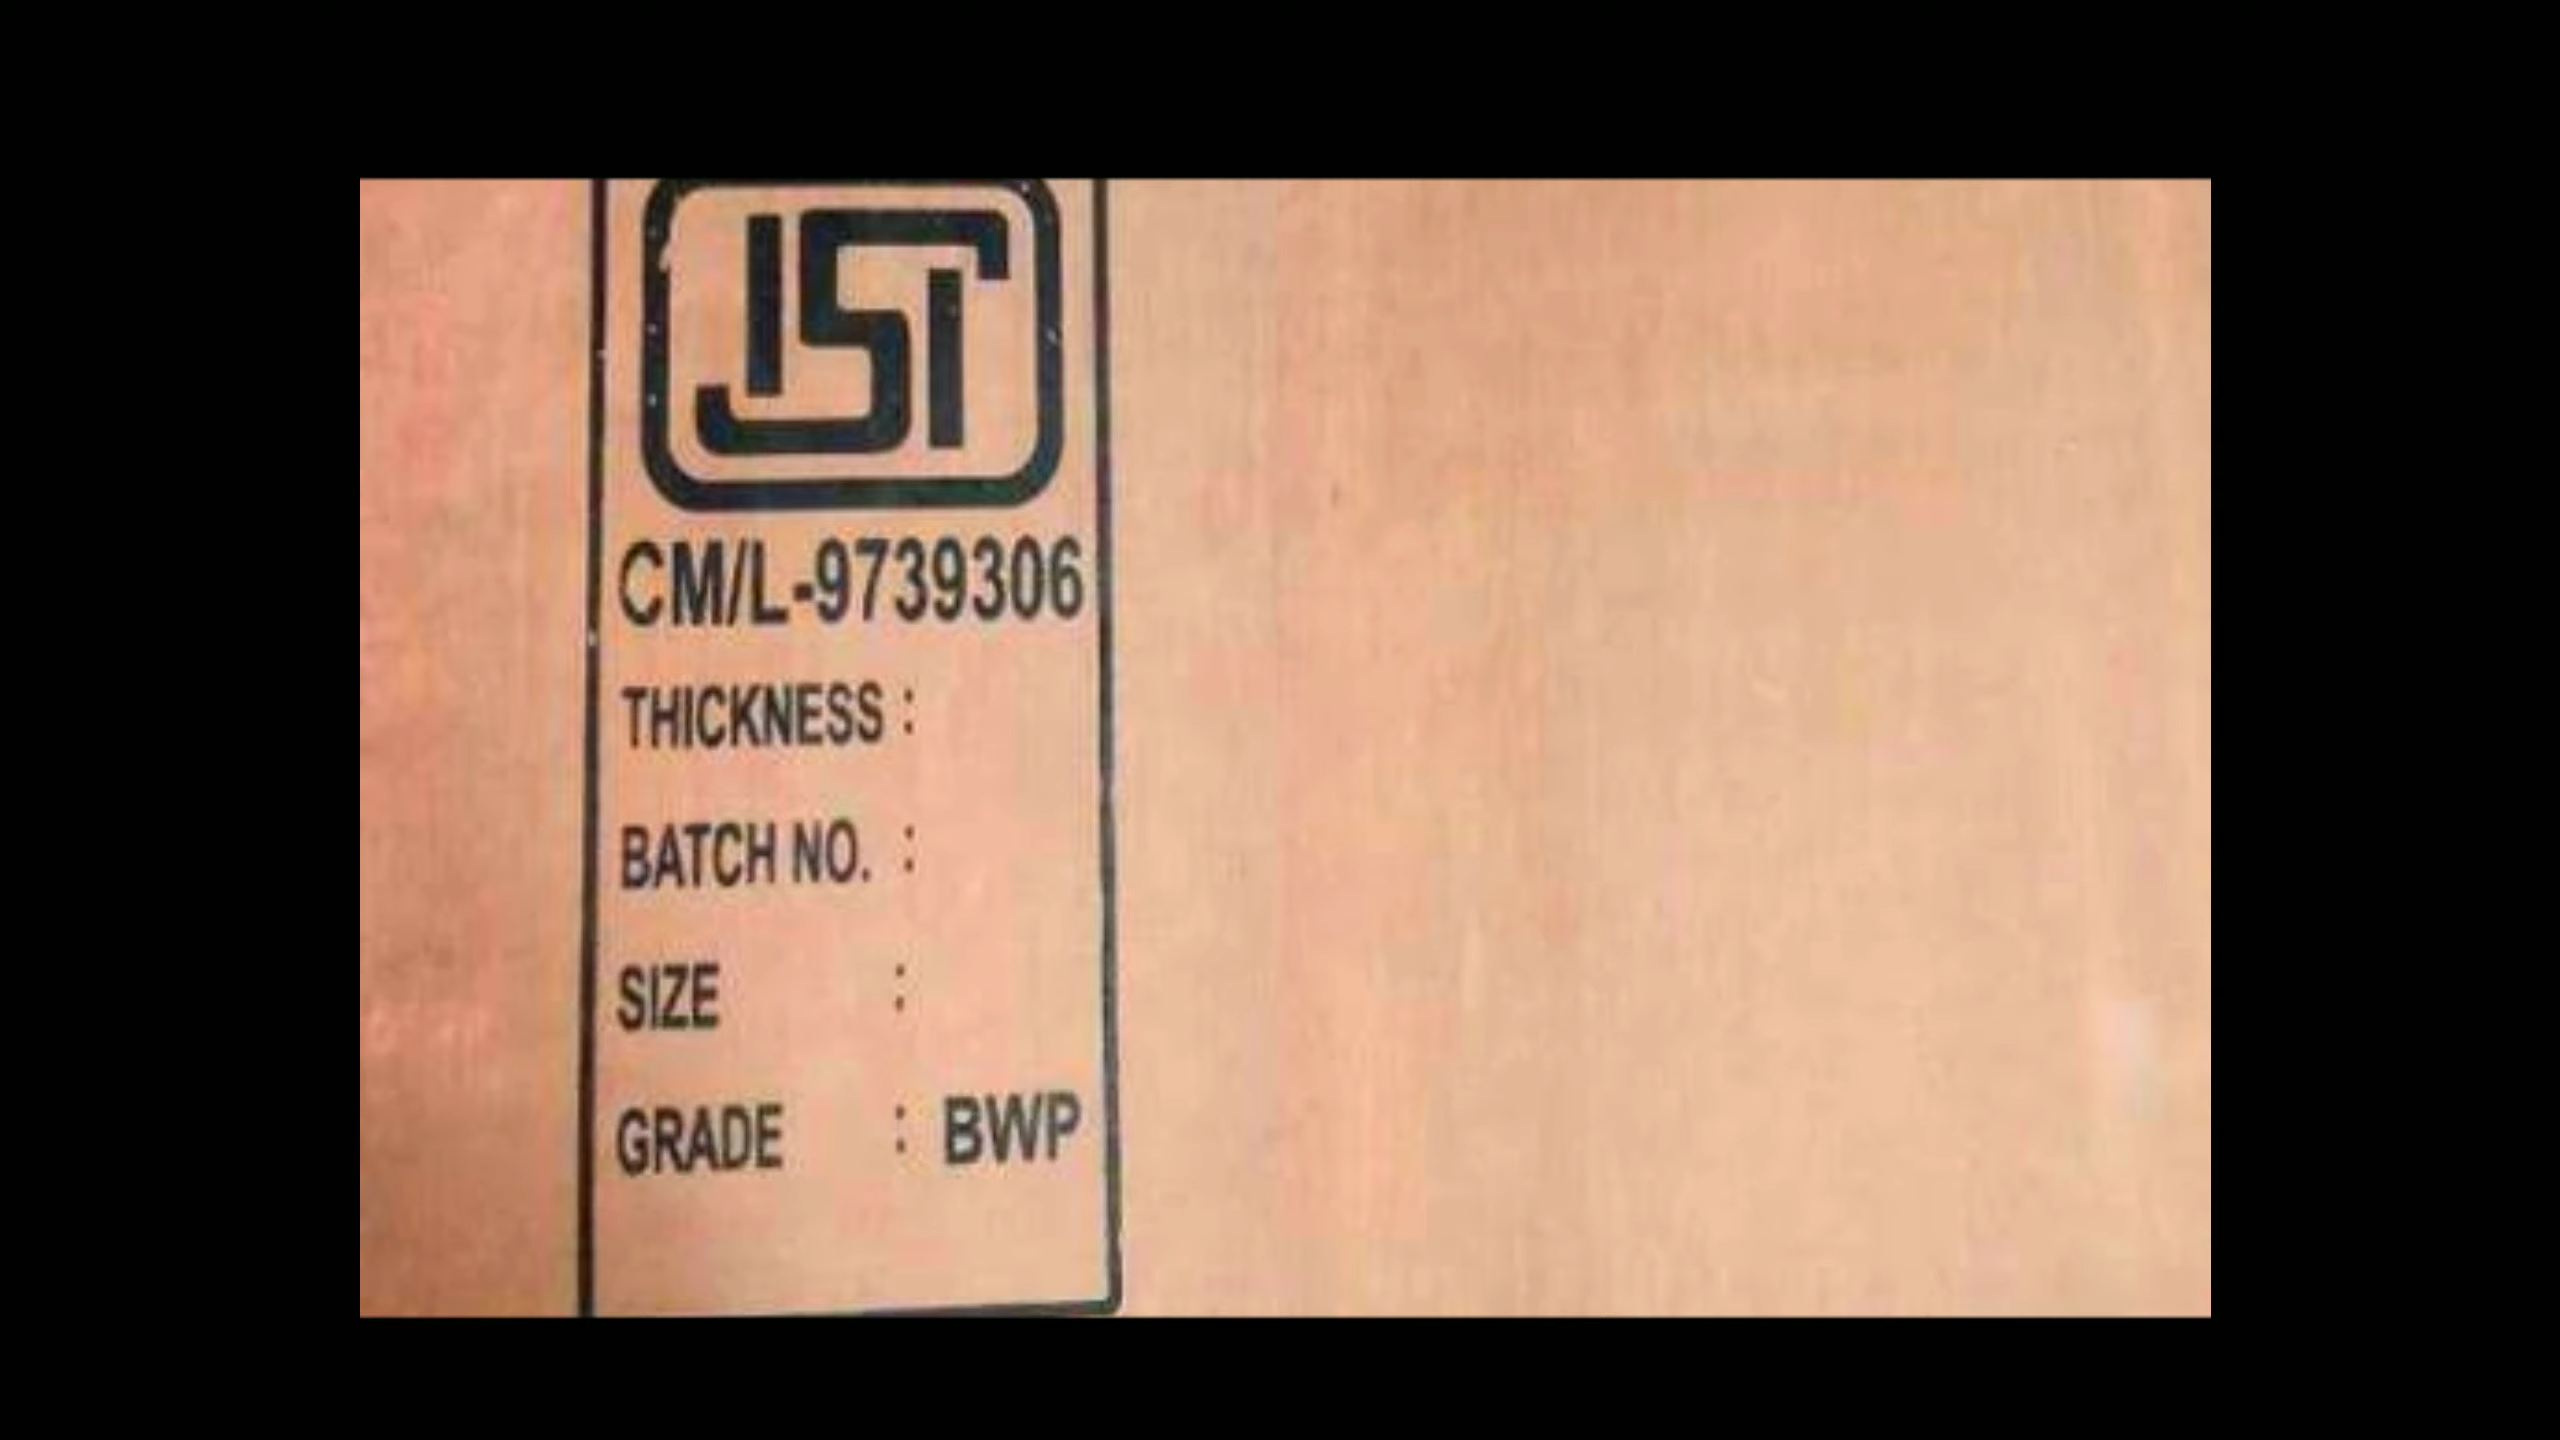 ISI
CM/L-9739306
THICKNESS :
BATCH NO. :
SIZE :
GRADE : BWP